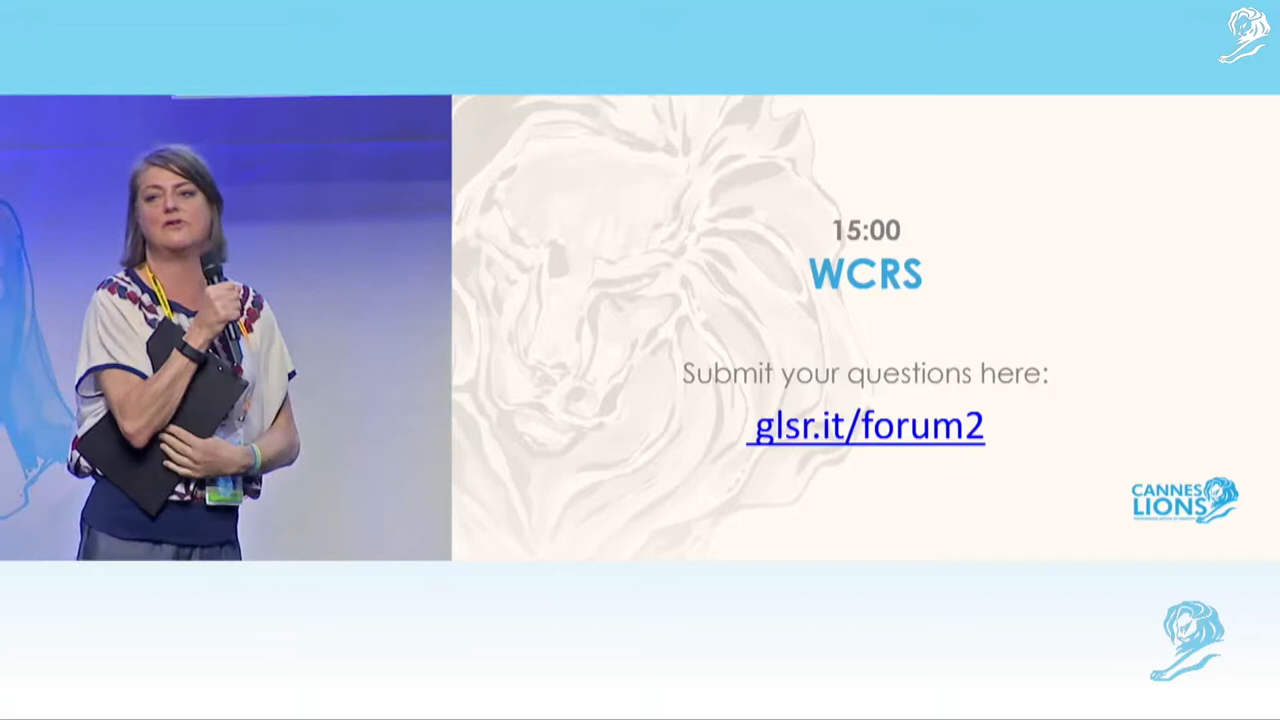 15:00
WCRS
Submit your questions here:
glsr.it/forum2
CANNES
LIONS